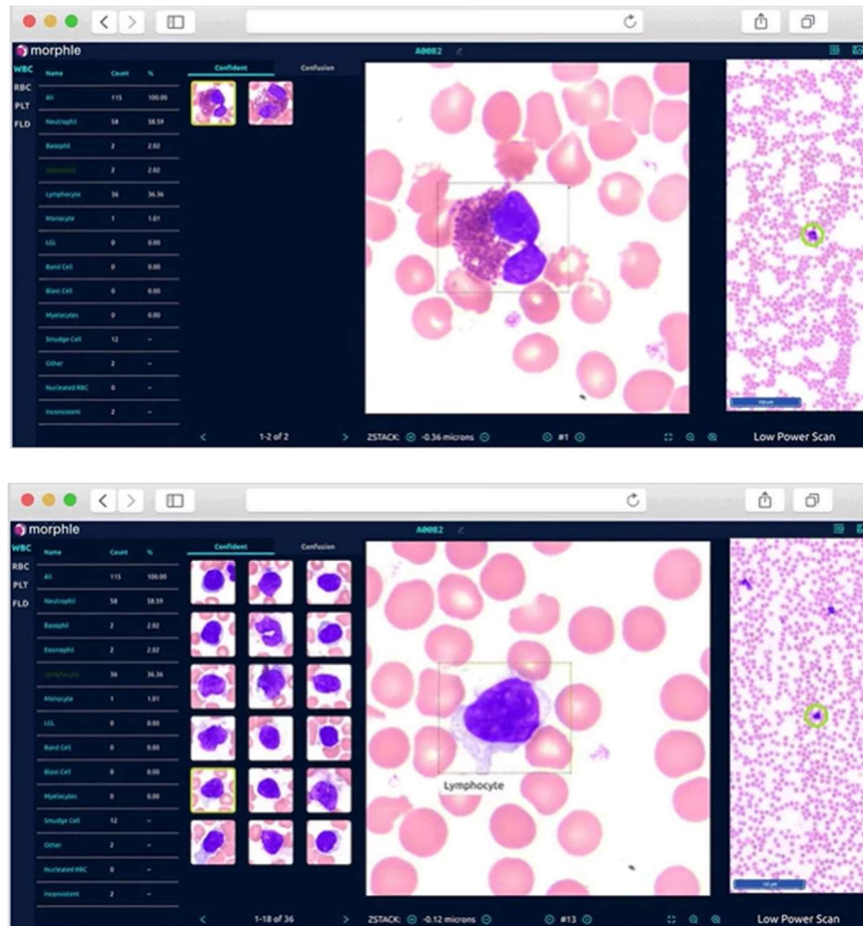 morphle
A0082
WBC
RBC
PLT
FLD
Name Count %
All 115 100.00
Neutrophil 58 58.59
Basophil 2 2.02
2 2.02
Lymphocyte 36 36.36
Monocyte 1 1.01
LGL 0 0.00
Band Cell 0 0.00
Blast Cell 0 0.00
Myelocytes 0 0.00
Smudge Cell 12 -
Other 2 -
Nucleated RBC 0 -
Inconsistent 2 -
Confident Confusion
< 1-2 of 2 >
ZSTACK: -0.36 microns
#1
Low Power Scan
morphle
A0082
WBC
RBC
PLT
FLD
Name Count %
All 115 100.00
Neutrophil 58 58.59
Basophil 2 2.02
Eosinophil 2 2.02
Lymphocyte 36 36.36
Monocyte 1 1.01
LGL 0 0.00
Band Cell 0 0.00
Blast Cell 0 0.00
Myelocytes 0 0.00
Smudge Cell 12 -
Other 2 -
Nucleated RBC 0 -
Inconsistent 2 -
Confident Confusion
Lymphocyte
< 1-18 of 36 >
ZSTACK: -0.12 microns
#13
Low Power Scan